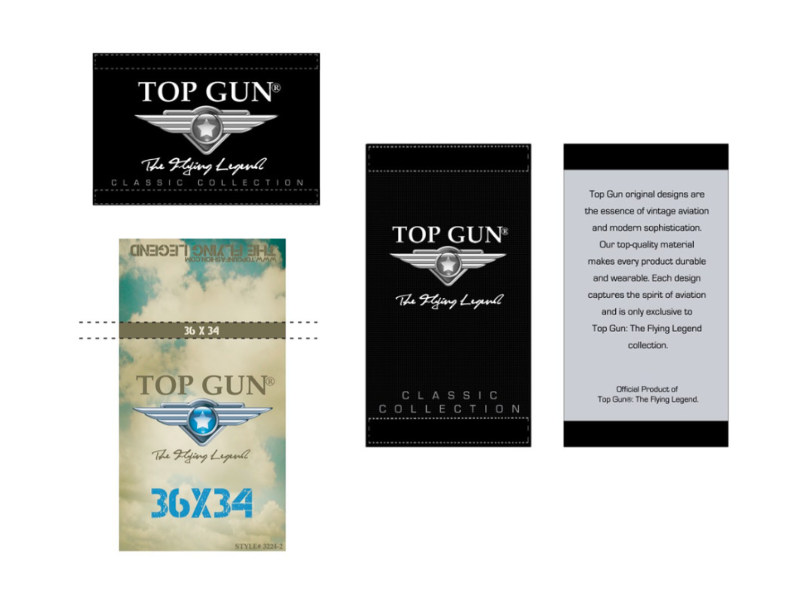 TOP GUN®
The Flying Legend
CLASSIC COLLECTION
THE FLYING LEGEND
36 X 34
TOP GUN®
The Flying Legend
36X34
STYLE# 3224-2
TOP GUN®
The Flying Legend
CLASSIC
COLLECTION
Top Gun original designs are
the essence of vintage aviation
and modern sophistication.
Our top-quality material
makes every product durable
and wearable. Each design
captures the spirit of aviation
and is only exclusive to
Top Gun: The Flying Legend
collection.
Official Product of
Top Gun®: The Flying Legend.